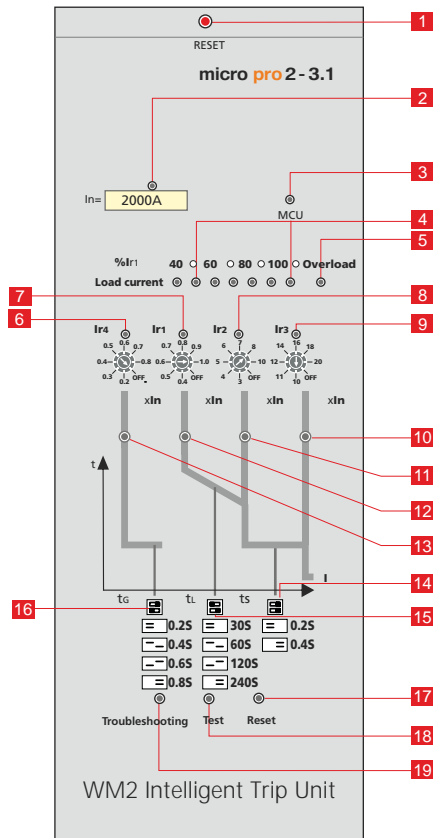 1
RESET
micro pro 2 - 3.1
2
In= 2000A
3
MCU
4
%Ir1 40 60 80 100 Overload
5
Load current
7
6
8
9
Ir4 Ir1 Ir2 Ir3
0.6 0.8 7 16
0.5 0.7 0.7 0.9 6 8 14 18
0.4 0.8 0.6 1.0 5 10 12 20
0.3 OFF 0.5 OFF 4 OFF 11 OFF
0.2 0.4 3 10
xIn xIn xIn xIn
10
11
12
13
t
I
14
tG tL tS
16
15
0.2S 30S 0.2S
0.4S 60S 0.4S
0.6S 120S
0.8S 240S
17
Troubleshooting Test Reset
18
19
WM2 Intelligent Trip Unit